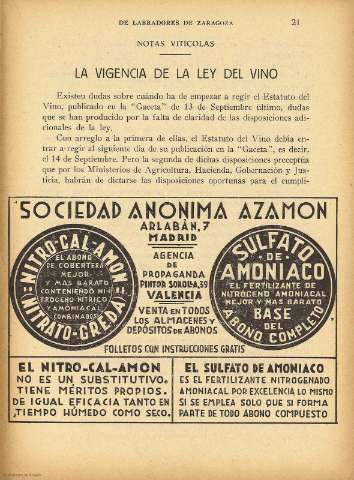 DE LABRADORES DE ZARAGOZA 21
NOTAS VITICOLAS
LA VIGENCIA DE LA LEY DEL VINO
Existen dudas sobre cuándo ha de empezar a regir el Estatuto del
Vino, publicado en la "Gaceta" de 13 de Septiembre último, dudas
que se han producido por la falta de claridad de las disposiciones adi-
cionales de la ley.
Con arreglo a la primera de ellas, el Estatuto del Vino debía en-
trar a regir al siguiente día de su publicación en la "Gaceta", es decir,
el 14 de Septiembre. Pero la segunda de dichas disposiciones preceptúa
que por los Ministerios de Agricultura, Hacienda, Gobernación y Jus-
ticia, habrán de dictarse las disposiciones oportunas para el cumpli-
SOCIEDAD ANONIMA AZAMON
ARLABÁN, 7
MADRID
AGENCIA
DE
PROPAGANDA
PINTOR SOROLLA, 39
VALENCIA
VENTA EN TODOS
LOS ALMACENES Y
DEPÓSITOS DE ABONOS
NITRO-CAL-AMON
EL ABONO
DE COBERTERA
MEJOR
Y MAS BARATO
CONTENIENDO NI-
TROGENO NITRICO
Y AMONIACAL
COMBINADOS
(NITRATO-GREDA)
SULFATO
DE
AMONIACO
EL FERTILIZANTE DE
NITROGENO AMONIACAL
MEJOR Y MAS BARATO
BASE
DEL
ABONO COMPLETO
FOLLETOS CON INSTRUCCIONES GRATIS
EL NITRO-CAL-AMON
NO ES UN SUBSTITUTIVO.
TIENE MÉRITOS PROPIOS.
DE IGUAL EFICACIA TANTO EN
TIEMPO HÚMEDO COMO SECO.
EL SULFATO DE AMONIACO
ES EL FERTILIZANTE NITROGENADO
AMONIACAL POR EXCELENCIA LO MISMO
SI SE EMPLEA SOLO QUE SI FORMA
PARTE DE TODO ABONO COMPUESTO